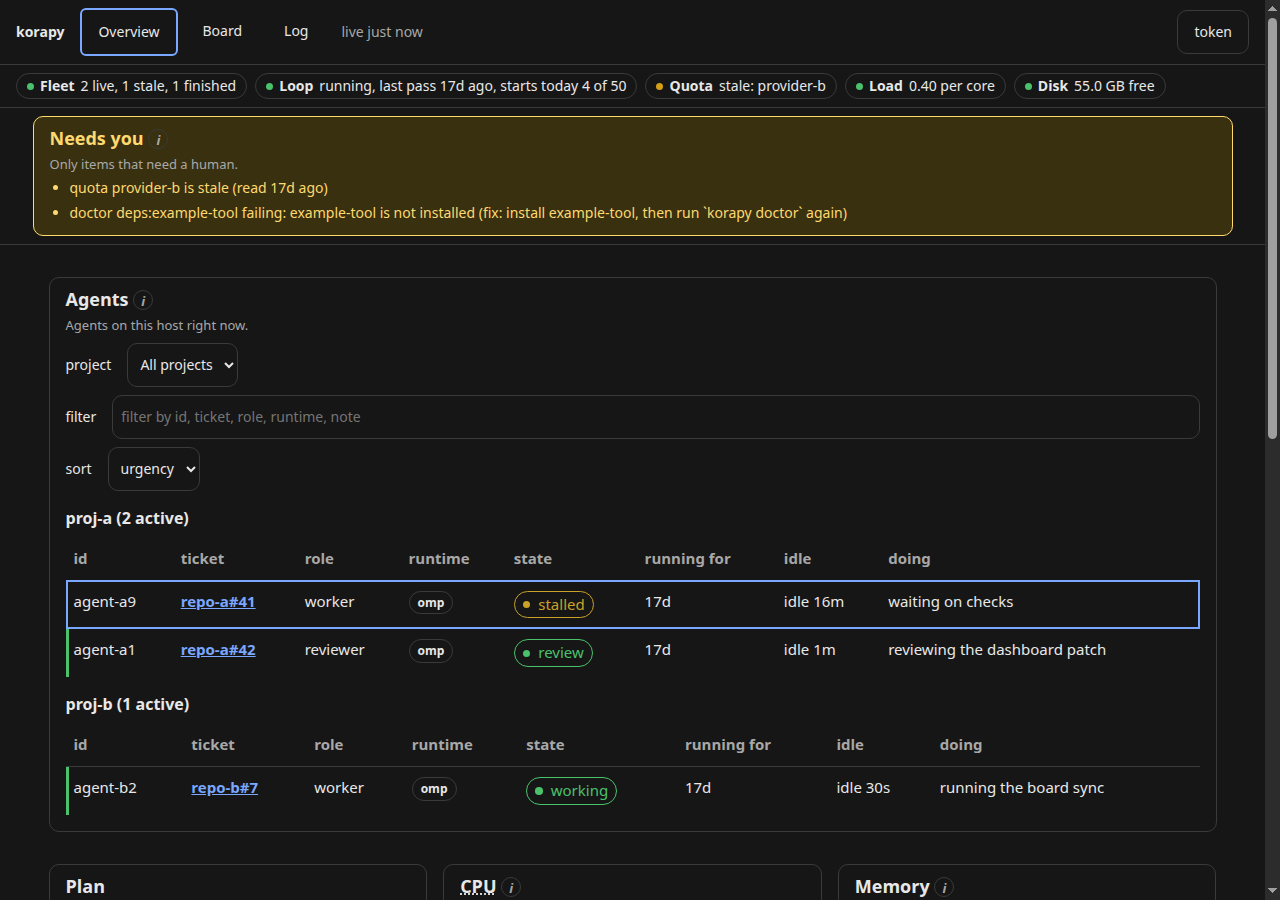 korapy Overview Board Log live just now token
Fleet 2 live, 1 stale, 1 finished Loop running, last pass 17d ago, starts today 4 of 50 Quota stale: provider-b Load 0.40 per core Disk 55.0 GB free
Needs you i
Only items that need a human.
• quota provider-b is stale (read 17d ago)
• doctor deps:example-tool failing: example-tool is not installed (fix: install example-tool, then run `korapy doctor` again)
Agents i
Agents on this host right now.
project All projects
filter filter by id, ticket, role, runtime, note
sort urgency
proj-a (2 active)
id ticket role runtime state running for idle doing
agent-a9 repo-a#41 worker omp stalled 17d idle 16m waiting on checks
agent-a1 repo-a#42 reviewer omp review 17d idle 1m reviewing the dashboard patch
proj-b (1 active)
id ticket role runtime state running for idle doing
agent-b2 repo-b#7 worker omp working 17d idle 30s running the board sync
Plan CPU i Memory i